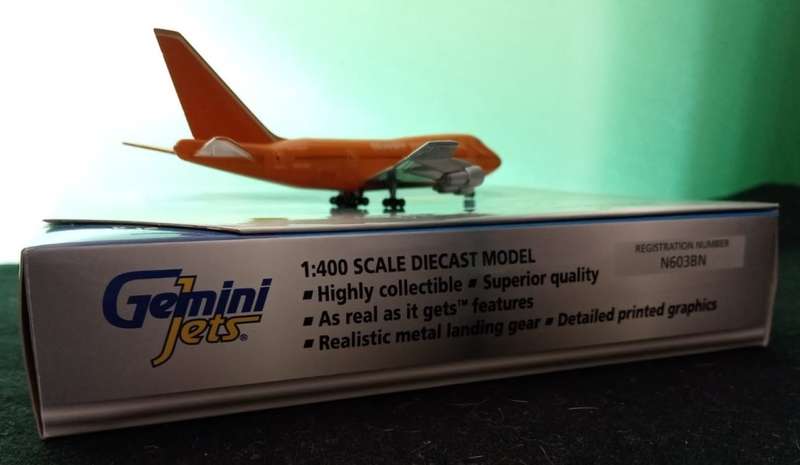 Gemini
Jets®
1:400 SCALE DIECAST MODEL
▪ Highly collectible ▪ Superior quality
▪ As real as it gets™ features
▪ Realistic metal landing gear ▪ Detailed printed graphics
REGISTRATION NUMBER
N603BN